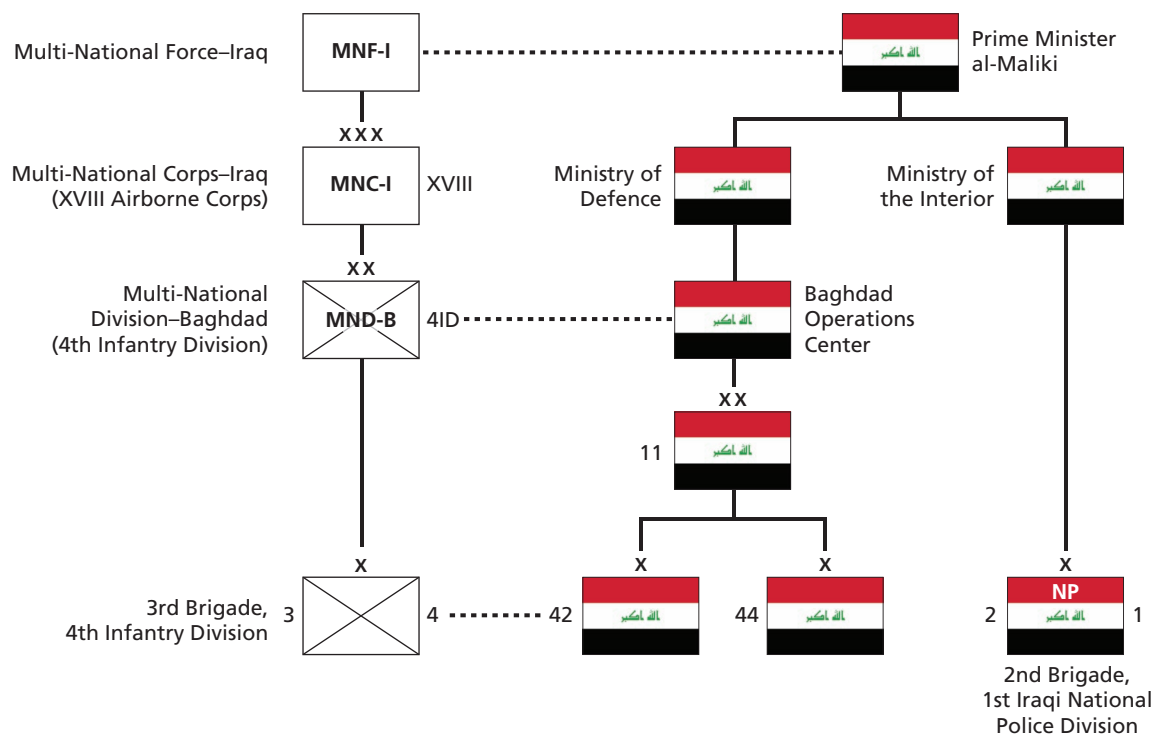 Multi-National Force–Iraq
MNF-I
الله اكبر
Prime Minister
al-Maliki
XXX
Multi-National Corps–Iraq
(XVIII Airborne Corps)
MNC-I
XVIII
Ministry of
Defence
الله اكبر
Ministry of
the Interior
الله اكبر
XX
Multi-National
Division–Baghdad
(4th Infantry Division)
MND-B
4ID
الله اكبر
Baghdad
Operations
Center
XX
11
الله اكبر
X
X
X
X
3rd Brigade,
4th Infantry Division
3
4
42
الله اكبر
44
الله اكبر
2
NP
الله اكبر
1
2nd Brigade,
1st Iraqi National
Police Division